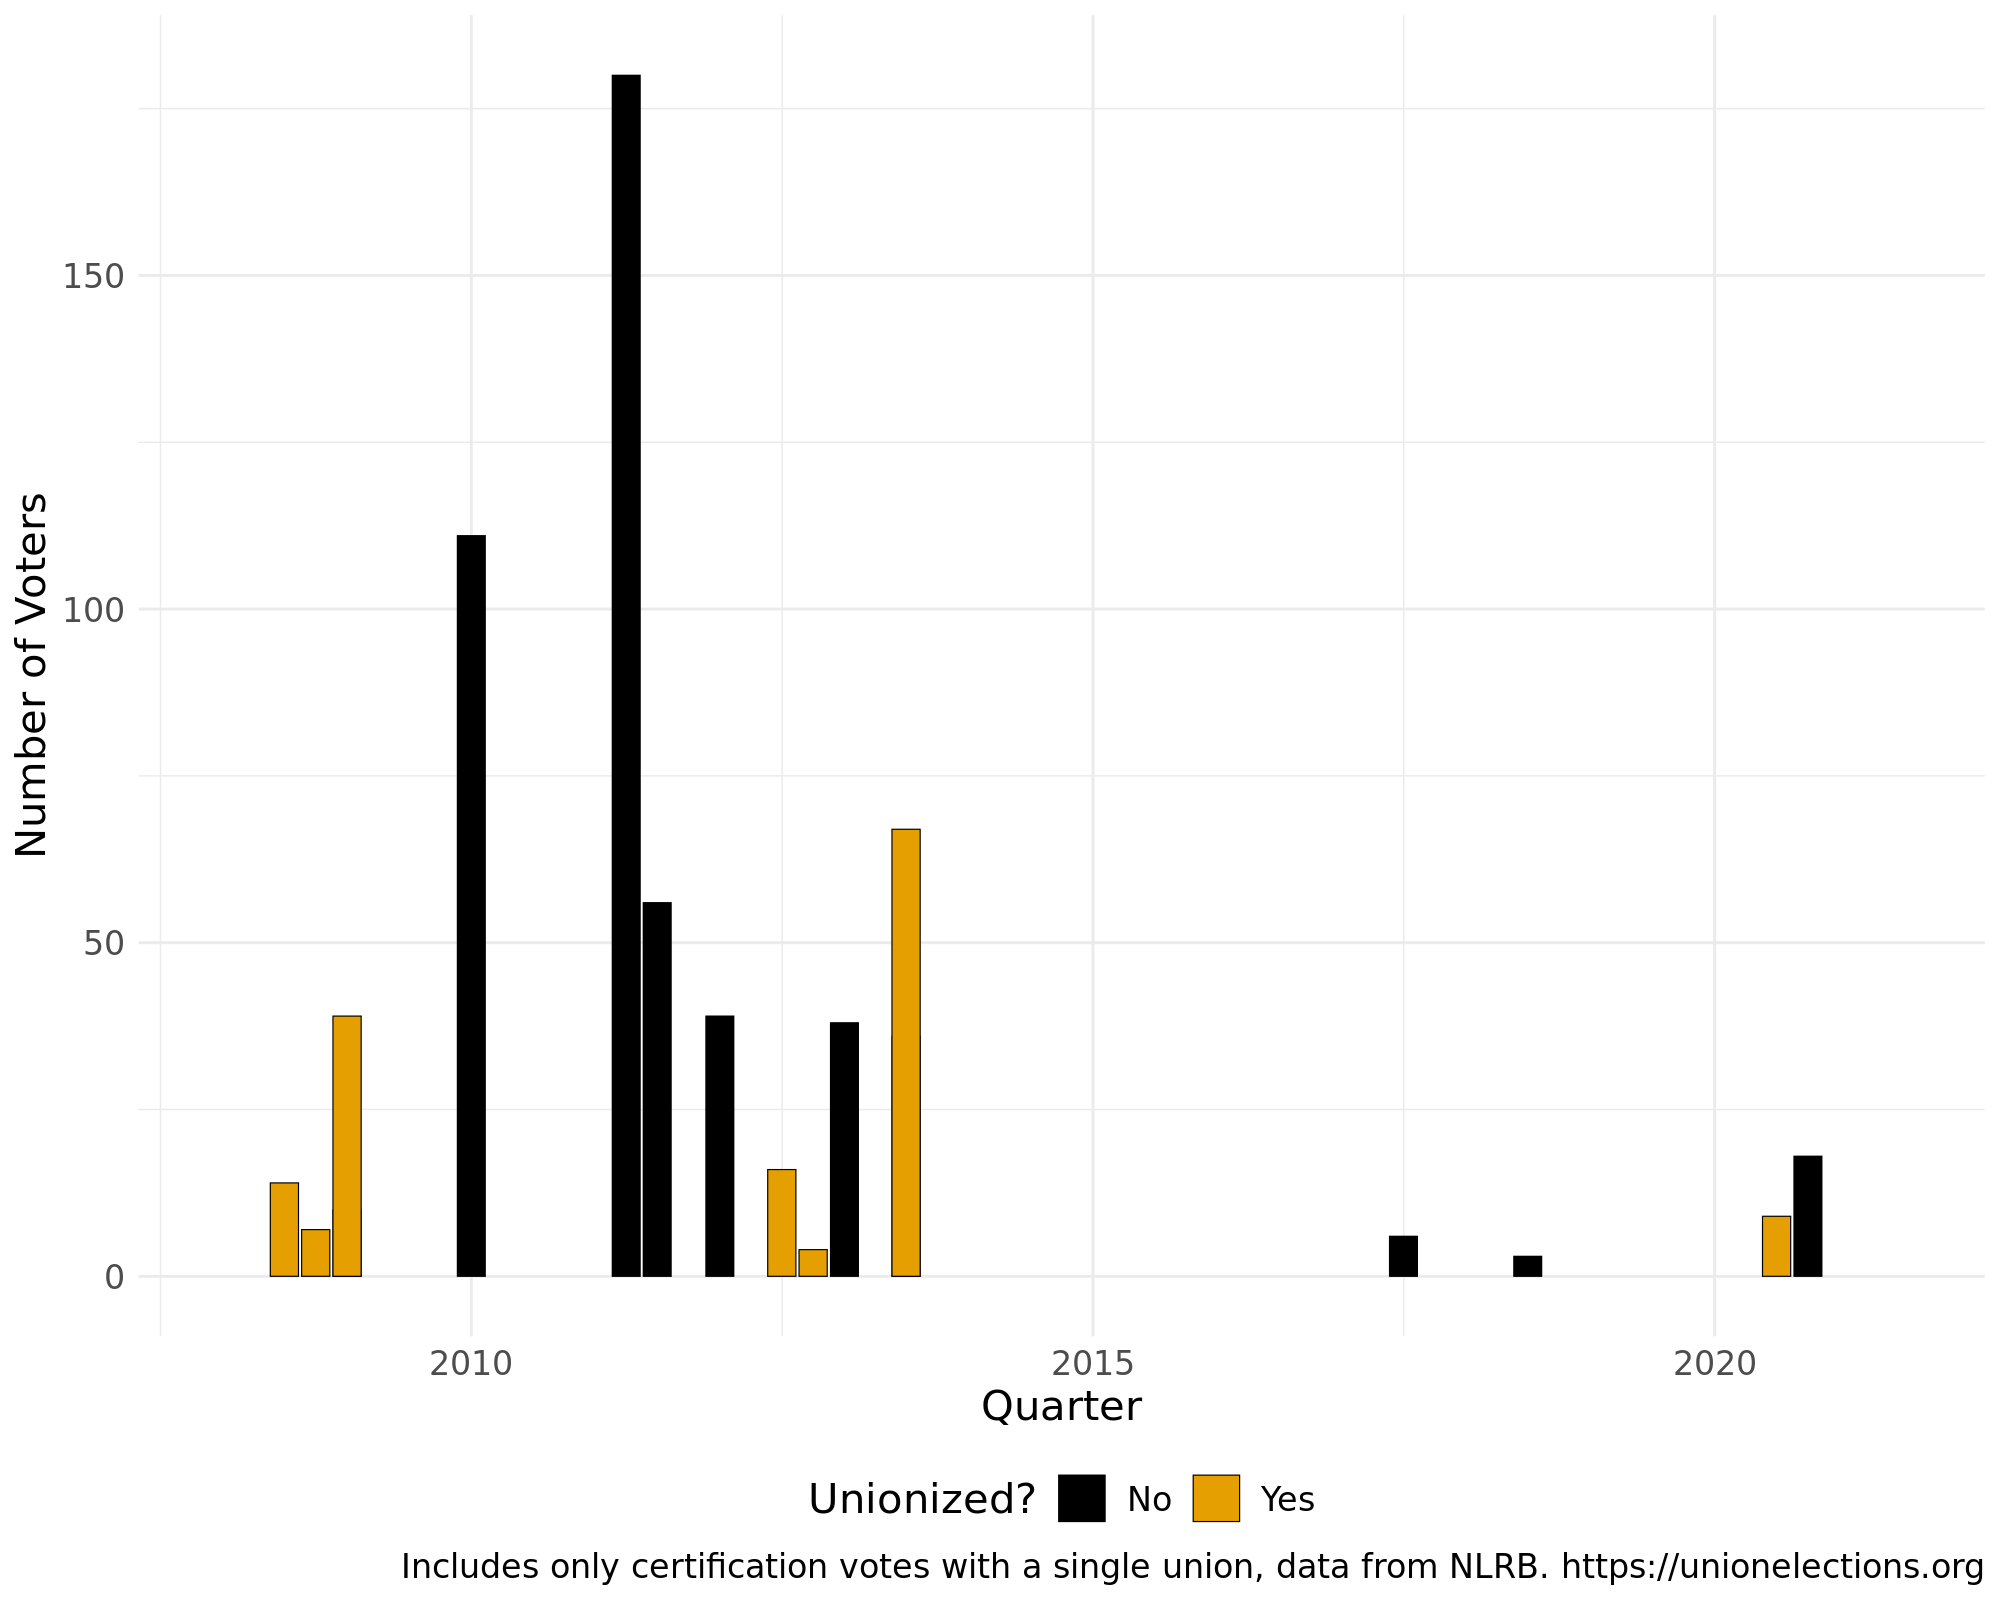 150
100
50
0
Number of Voters
2010 2015 2020
Quarter
Unionized? No Yes
Includes only certification votes with a single union, data from NLRB. https://unionelections.org